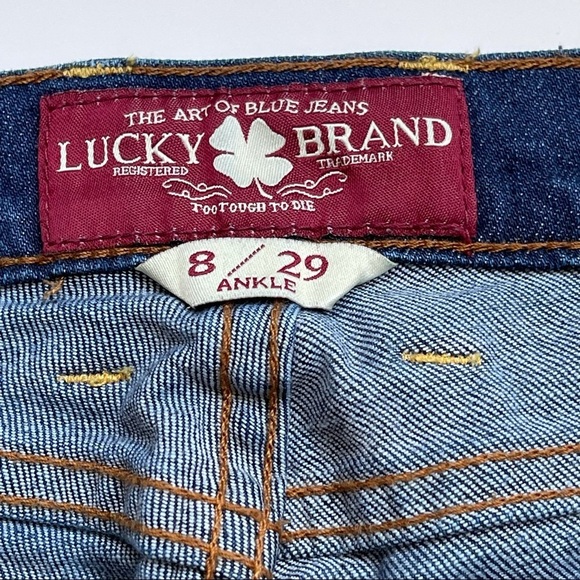 THE ART OF BLUE JEANS
LUCKY BRAND
REGISTERED TRADEMARK
TOO TOUGH TO DIE
8 / 29
ANKLE